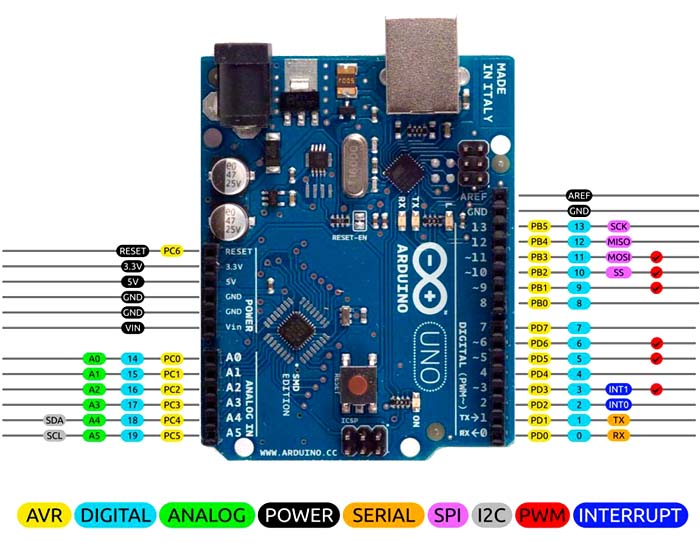 MADE
IN ITALY
47
25V
47
25V
RX
TX
L
RESET-EN
ARDUINO
UNO
AREF
GND
13
12
~11
~10
~9
8
7
~6
~5
4
~3
2
TX→1
RX←0
DIGITAL (PWM~)
RESET
3.3V
5V
GND
GND
Vin
POWER
A0
A1
A2
A3
A4
A5
ANALOG IN
SMD
EDITION
ICSP
ON
WWW.ARDUINO.CC
AREF
GND
PB5 13 SCK
PB4 12 MISO
PB3 11 MOSI
PB2 10 SS
PB1 9
PB0 8
PD7 7
PD6 6
PD5 5
PD4 4
PD3 3 INT1
PD2 2 INT0
PD1 1 TX
PD0 0 RX
RESET PC6
3.3V
5V
GND
GND
VIN
A0 14 PC0
A1 15 PC1
A2 16 PC2
A3 17 PC3
SDA A4 18 PC4
SCL A5 19 PC5
AVR DIGITAL ANALOG POWER SERIAL SPI I2C PWM INTERRUPT